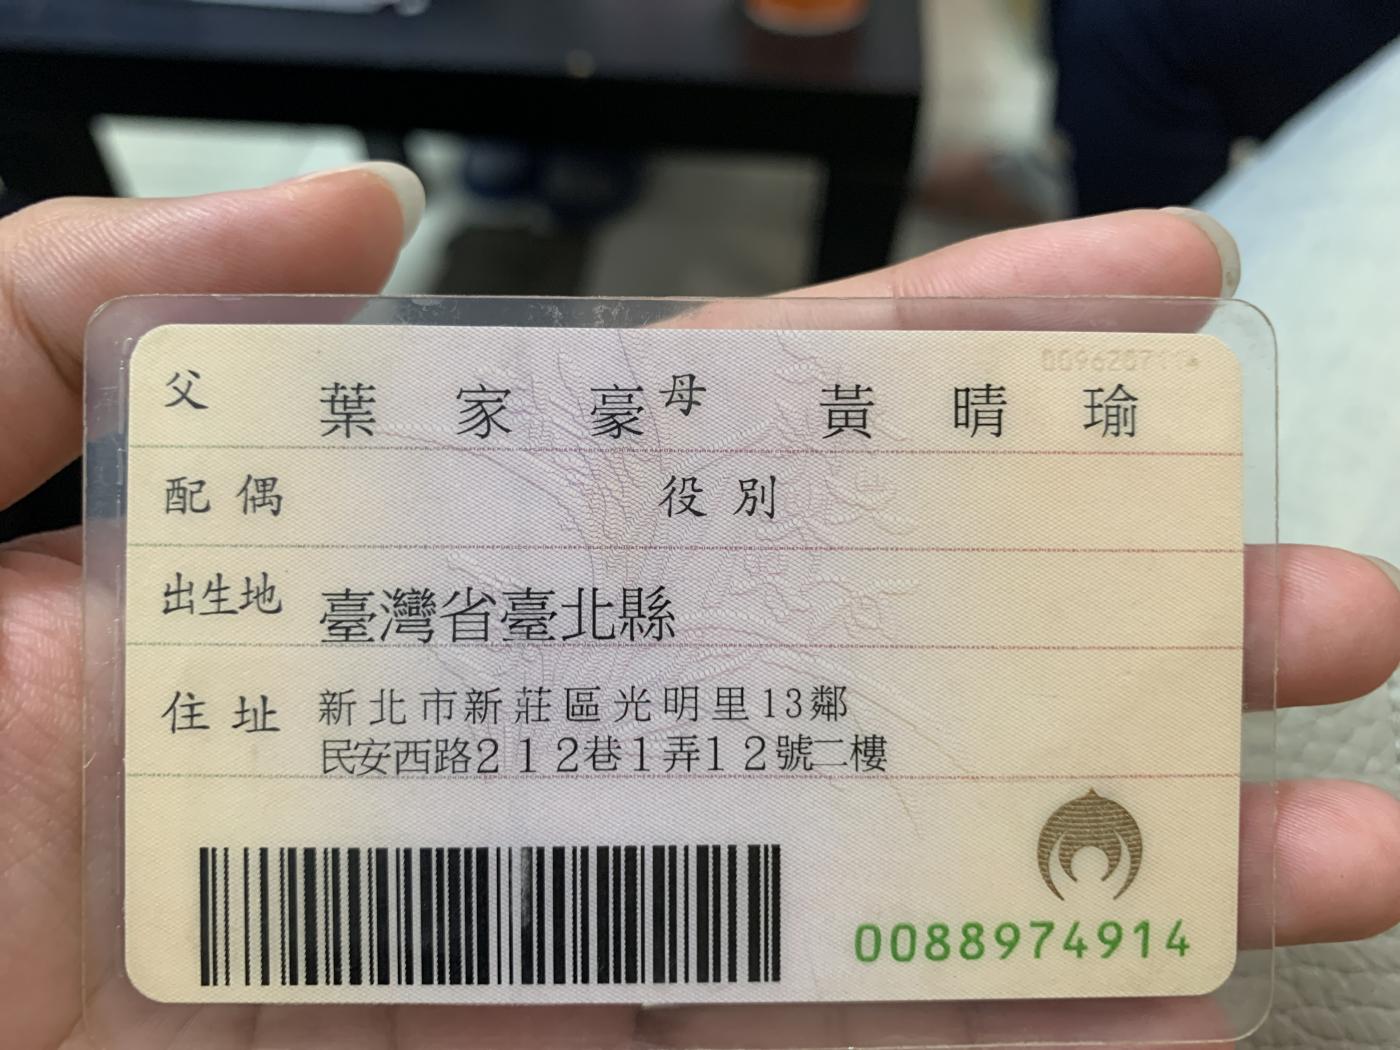 父 葉家豪 母 黃晴瑜
配偶 役別
出生地 臺灣省臺北縣
住址 新北市新莊區光明里13鄰
民安西路212巷1弄12號二樓
0088974914